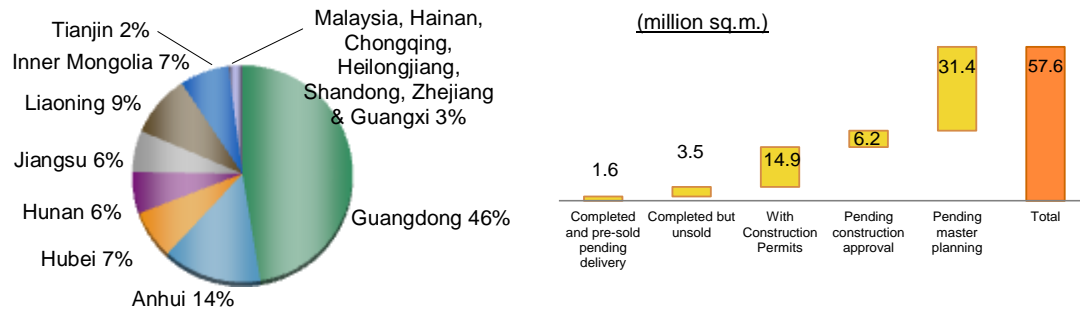 Tianjin 2%
Inner Mongolia 7%
Liaoning 9%
Jiangsu 6%
Hunan 6%
Hubei 7%
Anhui 14%
Guangdong 46%
Malaysia, Hainan,
Chongqing,
Heilongjiang,
Shandong, Zhejiang
& Guangxi 3%
(million sq.m.)
1.6
3.5
14.9
6.2
31.4
57.6
Completed
and pre-sold
pending
delivery
Completed but
unsold
With
Construction
Permits
Pending
construction
approval
Pending
master
planning
Total